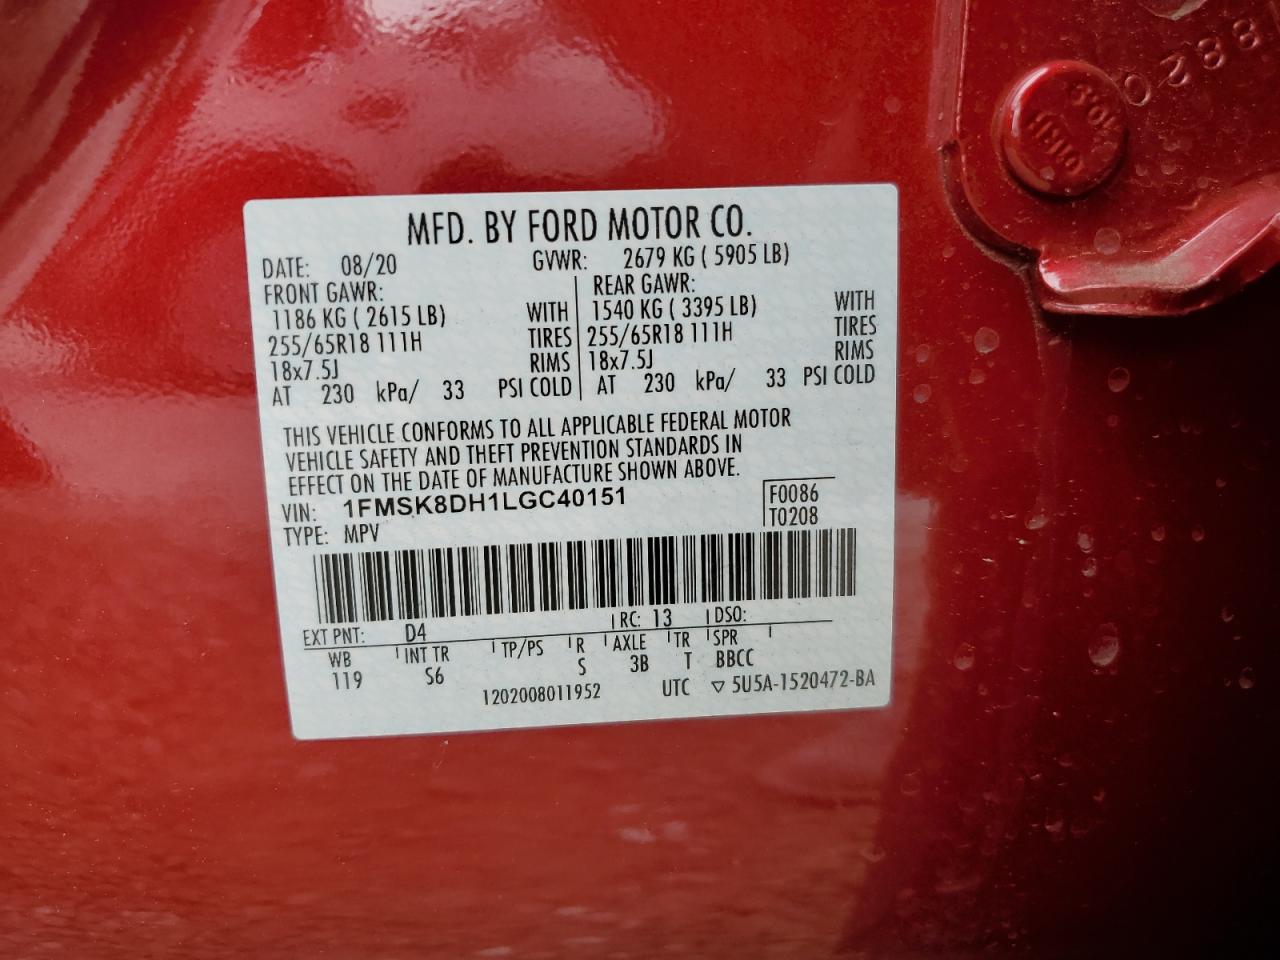 0288
MFD. BY FORD MOTOR CO.
DATE: 08/20 GVWR: 2679 KG ( 5905 LB)
FRONT GAWR: REAR GAWR:
1186 KG ( 2615 LB) WITH 1540 KG ( 3395 LB) WITH
255/65R18 111H TIRES 255/65R18 111H TIRES
18x7.5J RIMS 18x7.5J RIMS
AT 230 kPa/ 33 PSI COLD AT 230 kPa/ 33 PSI COLD
THIS VEHICLE CONFORMS TO ALL APPLICABLE FEDERAL MOTOR
VEHICLE SAFETY AND THEFT PREVENTION STANDARDS IN
EFFECT ON THE DATE OF MANUFACTURE SHOWN ABOVE.
VIN: 1FMSK8DH1LGC40151 F0086
TYPE: MPV T0208
EXT PNT: D4 RC: 13 DSO:
WB INT TR TP/PS R AXLE TR SPR
119 S6 S 3B T BBCC
1202008011952 UTC ▽ 5U5A-1520472-BA